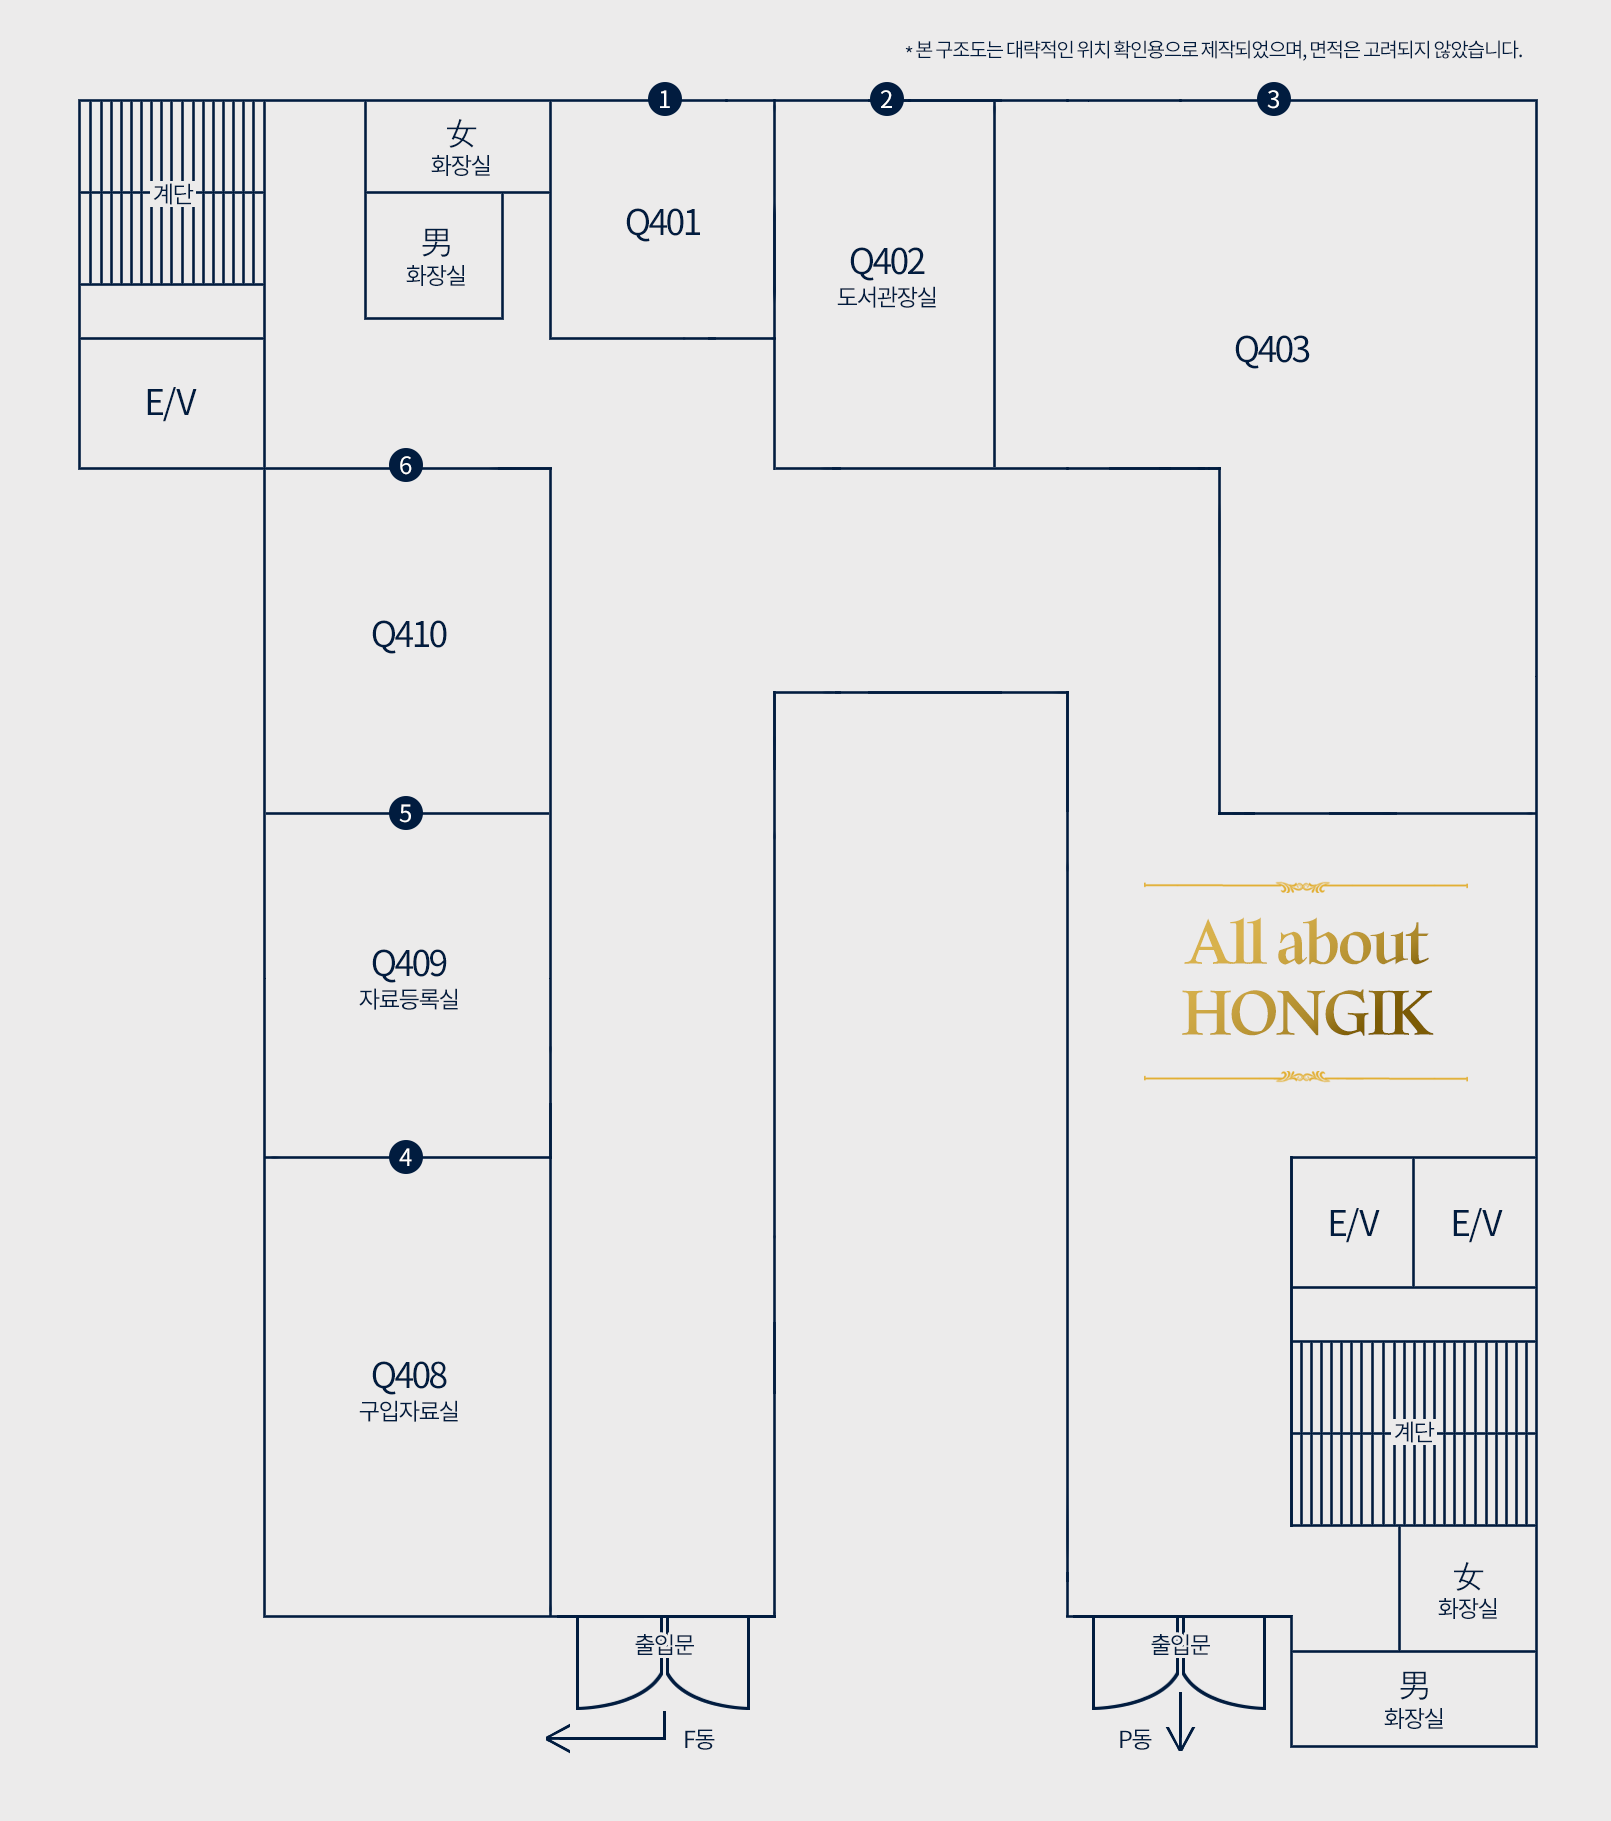 * 본 구조도는 대략적인 위치 확인용으로 제작되었으며, 면적은 고려되지 않았습니다.
1
2
3
계단
女
화장실
男
화장실
Q401
Q402
도서관장실
Q403
E/V
6
Q410
5
Q409
자료등록실
All about
HONGIK
4
E/V
E/V
Q408
구입자료실
계단
女
화장실
출입문
출입문
男
화장실
F동
P동